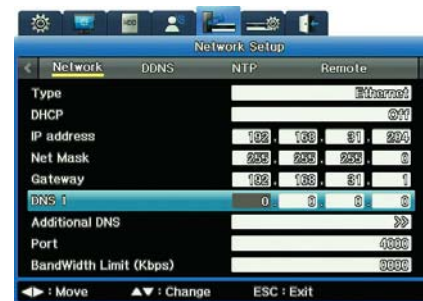 HDD
Network Setup
Network DDNS NTP Remote
Type Ethernet
DHCP Off
IP address 192. 168. 31. 204
Net Mask 255. 255. 255. 0
Gateway 192. 168. 31. 1
DNS 1 0. 0. 0. 0
Additional DNS >>
Port
BandWidth Limit (Kbps)
◀▶ : Move ▲▼ : Change ESC : Exit